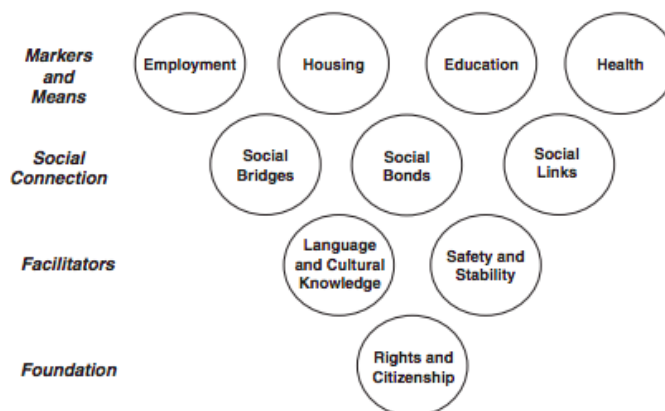 Markers
and
Means
Employment
Housing
Education
Health
Social
Connection
Social
Bridges
Social
Bonds
Social
Links
Facilitators
Language
and Cultural
Knowledge
Safety and
Stability
Foundation
Rights and
Citizenship